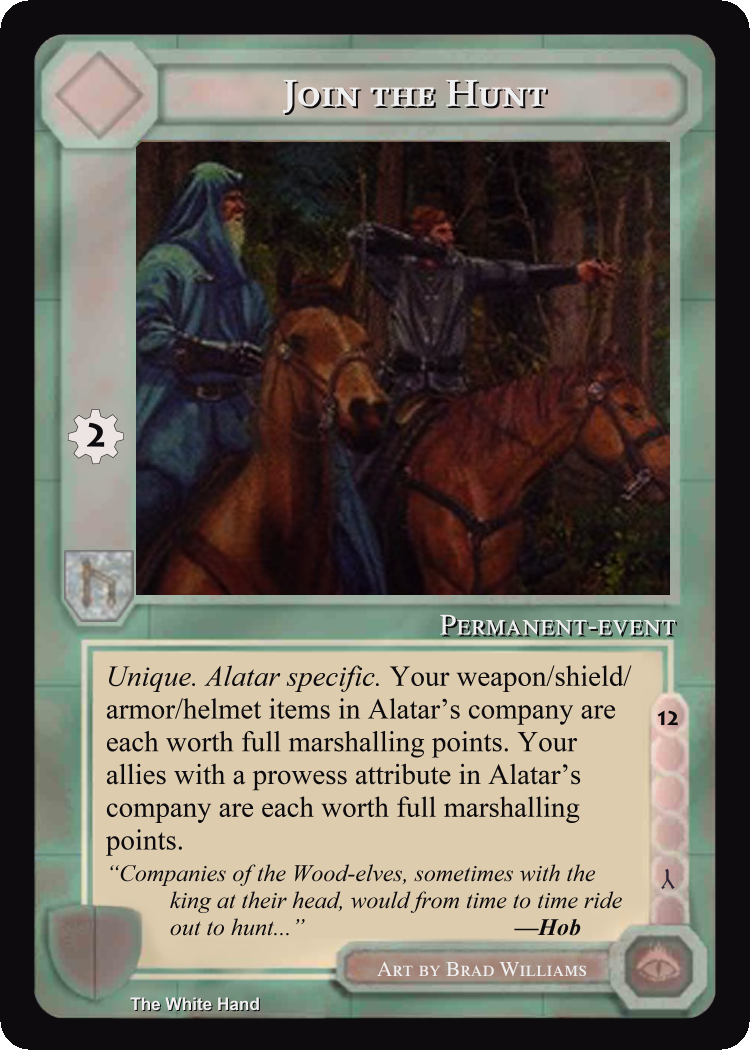 Join the Hunt
2
Permanent-event
Unique. Alatar specific. Your weapon/shield/
armor/helmet items in Alatar’s company are
each worth full marshalling points. Your
allies with a prowess attribute in Alatar’s
company are each worth full marshalling
points.
12
“Companies of the Wood-elves, sometimes with the
king at their head, would from time to time ride
out to hunt...” —Hob
Art by Brad Williams
The White Hand